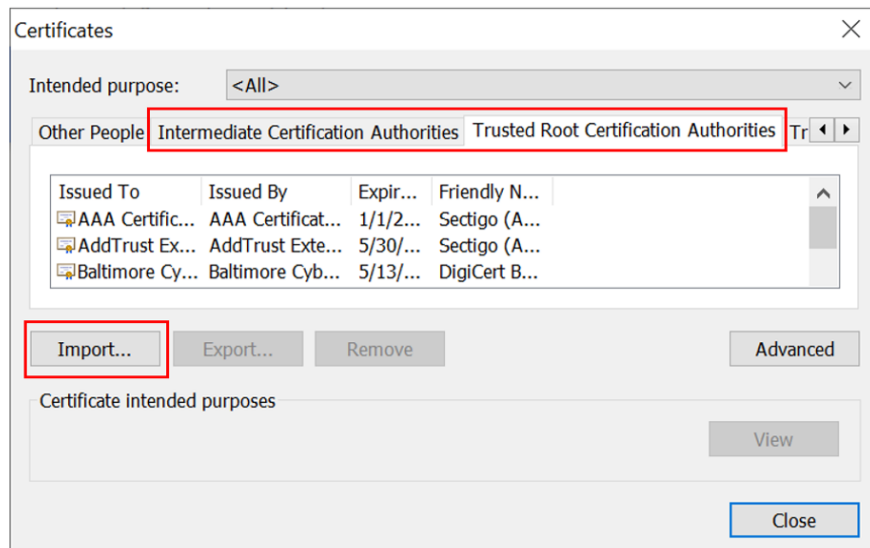 Certificates
Intended purpose: <All>
Other People Intermediate Certification Authorities Trusted Root Certification Authorities Tr
Issued To Issued By Expir... Friendly N...
AAA Certific... AAA Certificat... 1/1/2... Sectigo (A...
AddTrust Ex... AddTrust Exte... 5/30/... Sectigo (A...
Baltimore Cy... Baltimore Cyb... 5/13/... DigiCert B...
Import... Export... Remove Advanced
Certificate intended purposes
View
Close